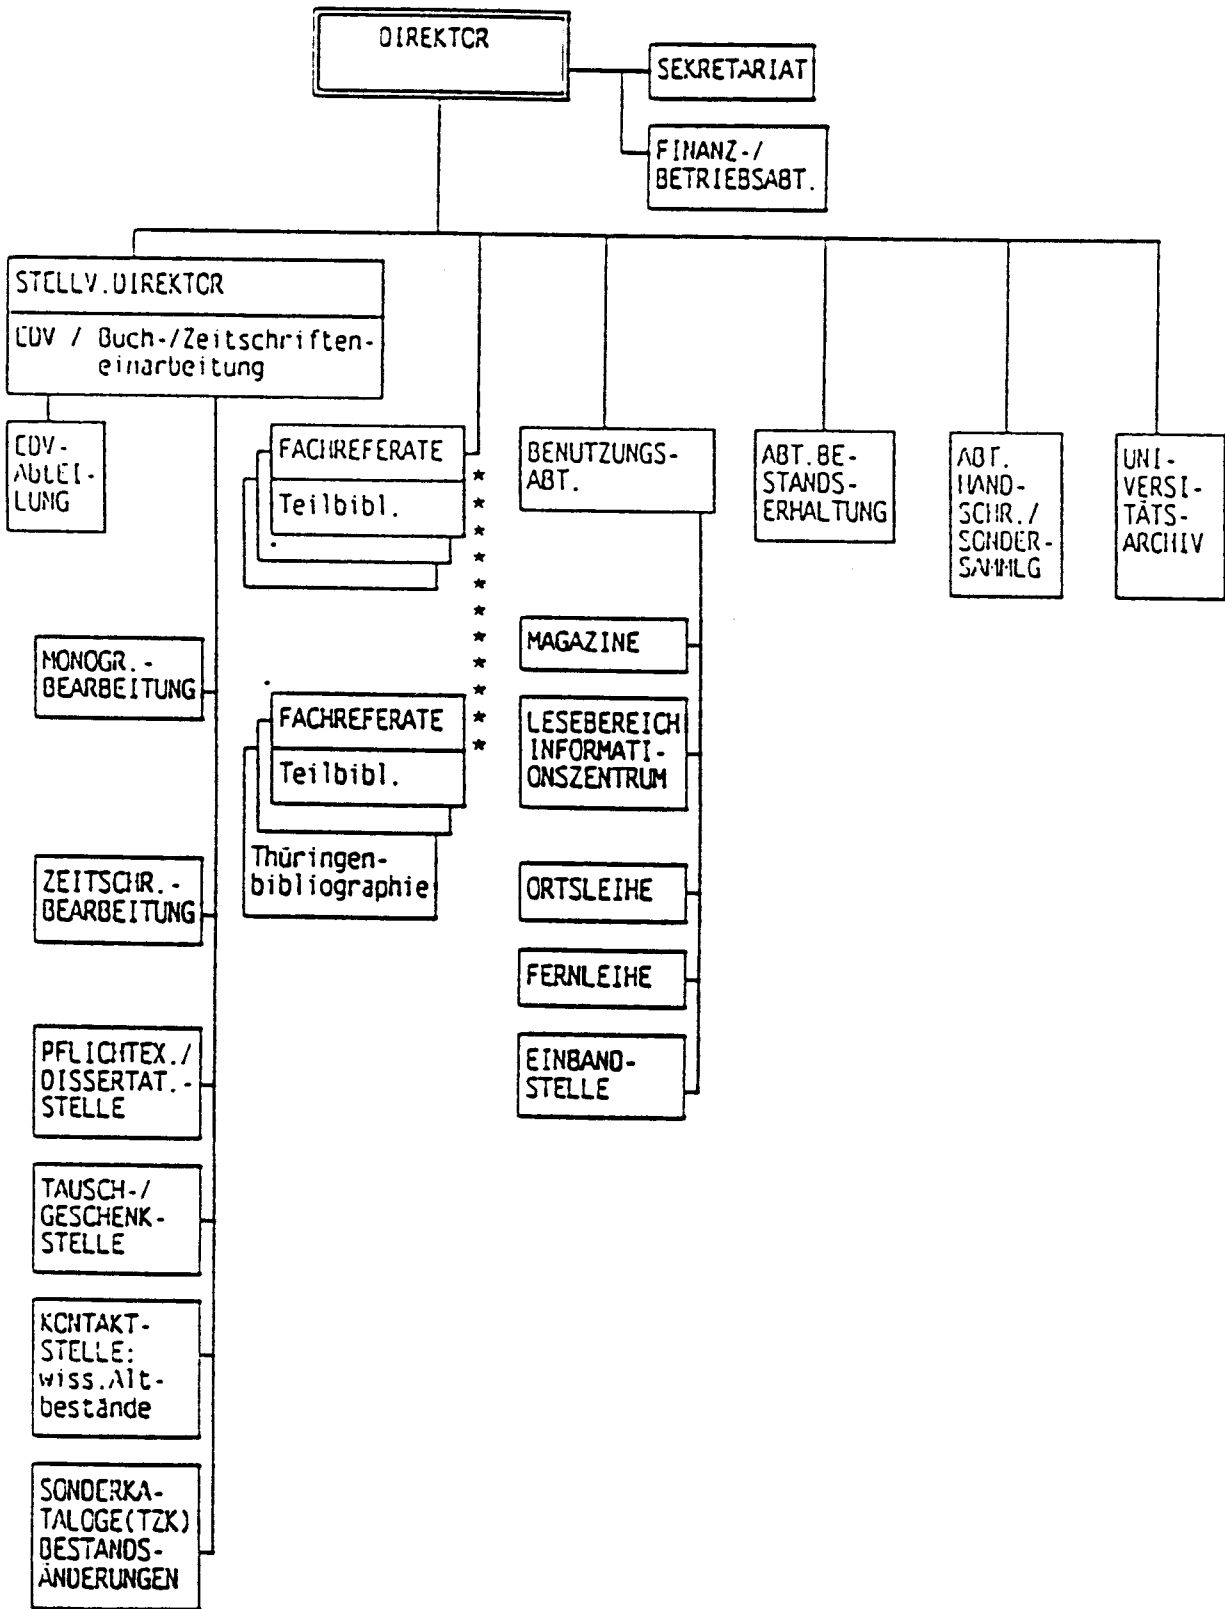 DIREKTOR
SEKRETARIAT
FINANZ-/
BETRIEBSABT.
STELLV.DIREKTOR
EDV / Buch-/Zeitschriften-
einarbeitung
EDV-
ABTEI-
LUNG
FACHREFERATE
Teilbibl.
BENUTZUNGS-
ABT.
ABT.BE-
STANDS-
ERHALTUNG
ABT.
HAND-
SCHR./
SONDER-
SAMMLG
UNI-
VERSI-
TÄTS-
ARCHIV
MONOGR.-
BEARBEITUNG
ZEITSCHR.-
BEARBEITUNG
PFLICHTEX./
DISSERTAT.-
STELLE
TAUSCH-/
GESCHENK-
STELLE
KONTAKT-
STELLE:
wiss.Alt-
bestände
SONDERKA-
TALOGE(TZK)
BESTANDS-
ÄNDERUNGEN
FACHREFERATE
Teilbibl.
Thüringen-
bibliographie
MAGAZINE
LESEBEREICH
INFORMATI-
ONSZENTRUM
ORTSLEIHE
FERNLEIHE
EINBAND-
STELLE